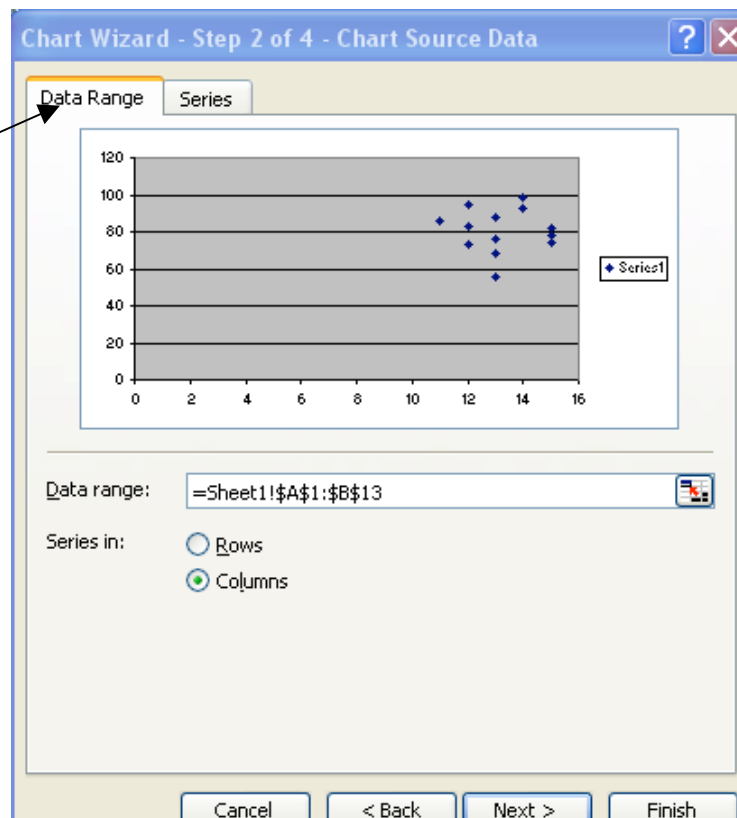 Chart Wizard - Step 2 of 4 - Chart Source Data ?
Data Range Series
120
100
80
60
40
20
0
0 2 4 6 8 10 12 14 16
Series1
Data range: =Sheet1!$A$1:$B$13
Series in: Rows
Columns
Cancel < Back Next > Finish